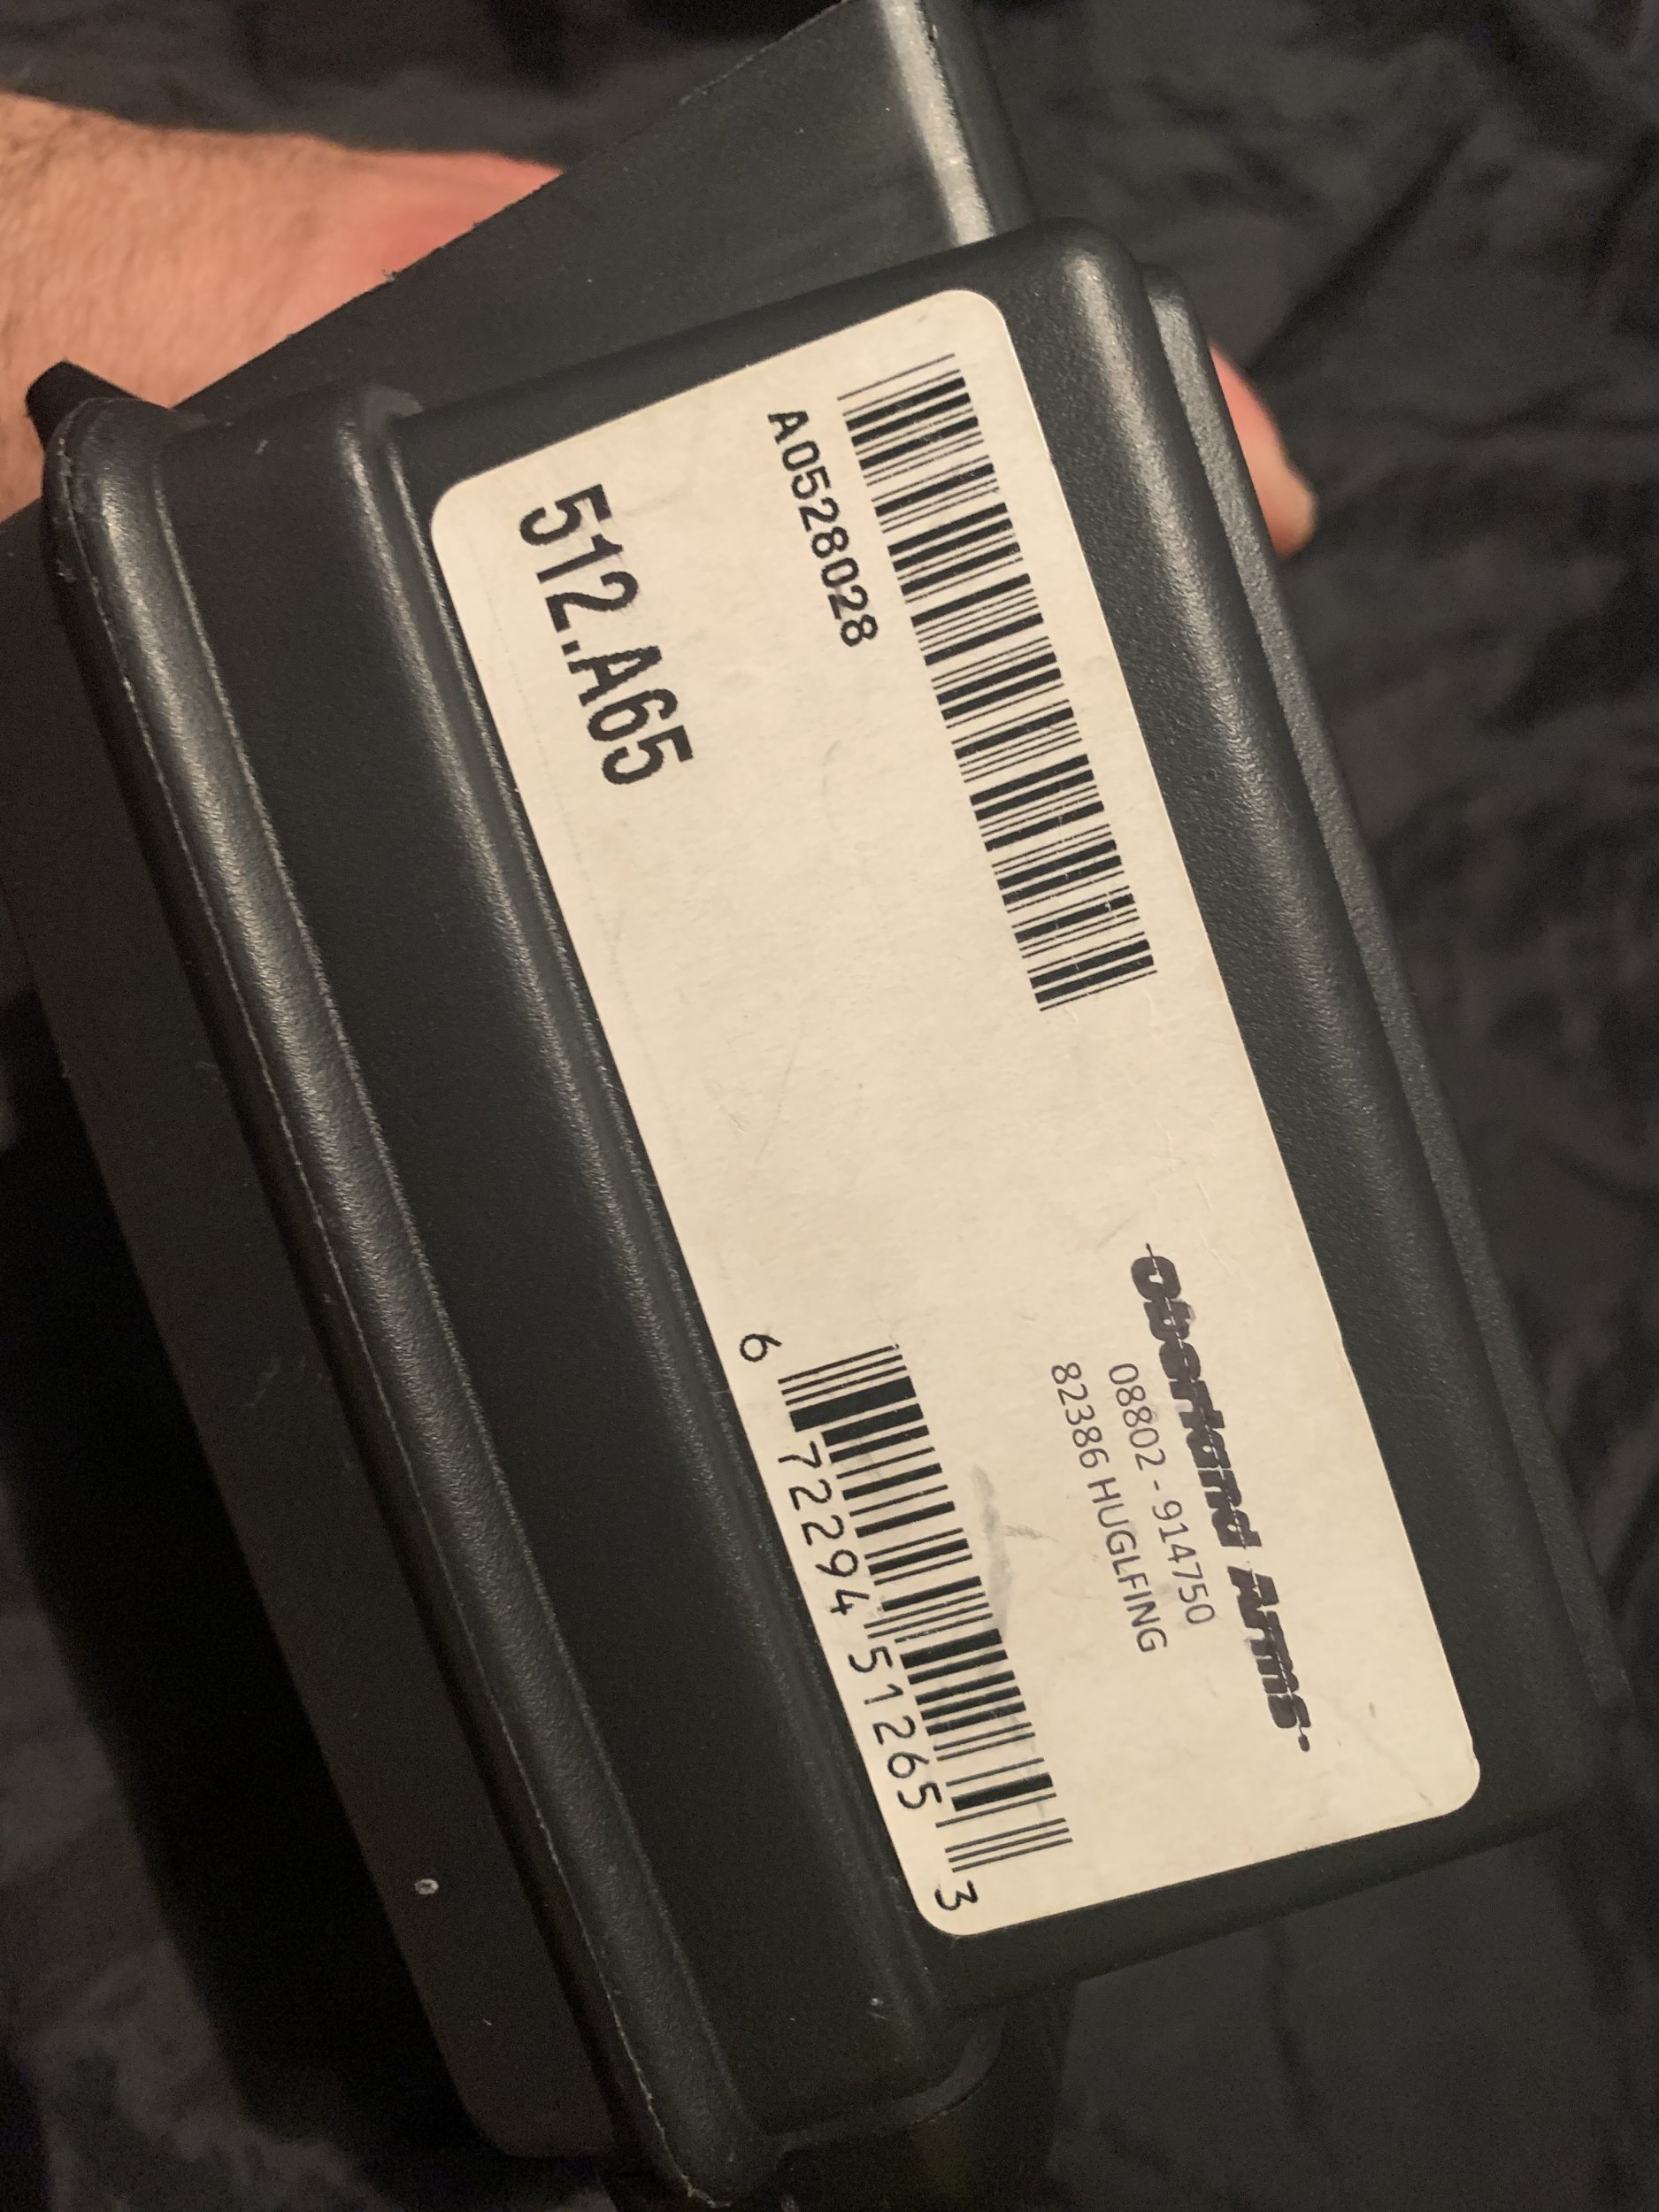 A0528028
512.A65
Oberland Arms
08802 - 914750
82386 HUGLFING
6 72294 51265 3